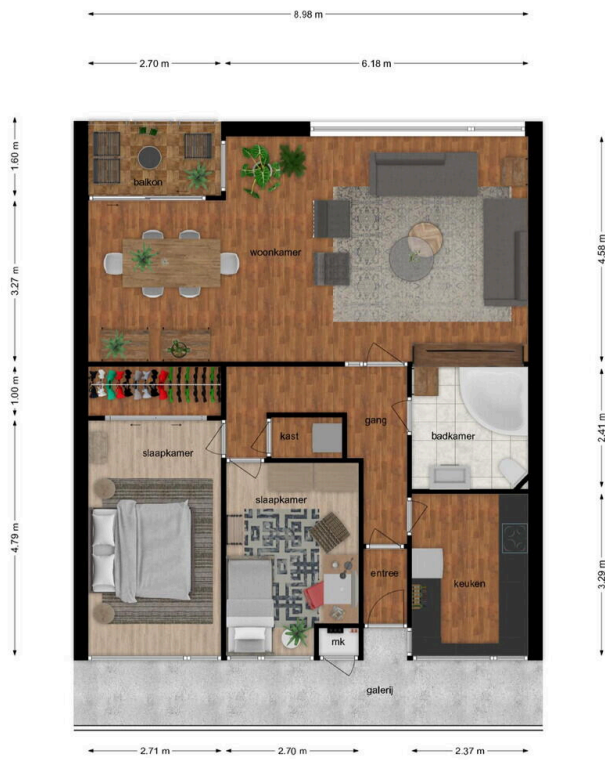 8.98 m
2.70 m
6.18 m
1.60 m
balkon
3.27 m
woonkamer
4.58 m
1.00 m
gang
2.41 m
kast
badkamer
slaapkamer
4.79 m
slaapkamer
entree
keuken
3.29 m
mk
galerij
2.71 m
2.70 m
2.37 m